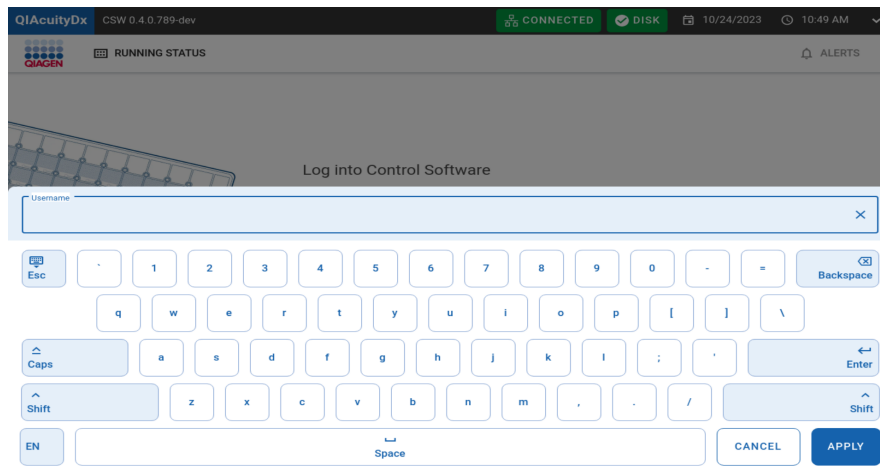 QIAcuityDx CSW 0.4.0.789-dev CONNECTED DISK 10/24/2023 10:49 AM
QIAGEN RUNNING STATUS ALERTS
Log into Control Software
Username
Esc ` 1 2 3 4 5 6 7 8 9 0 - = Backspace
q w e r t y u i o p [ ] \
Caps a s d f g h j k l ; ' Enter
Shift z x c v b n m , . / Shift
EN Space CANCEL APPLY